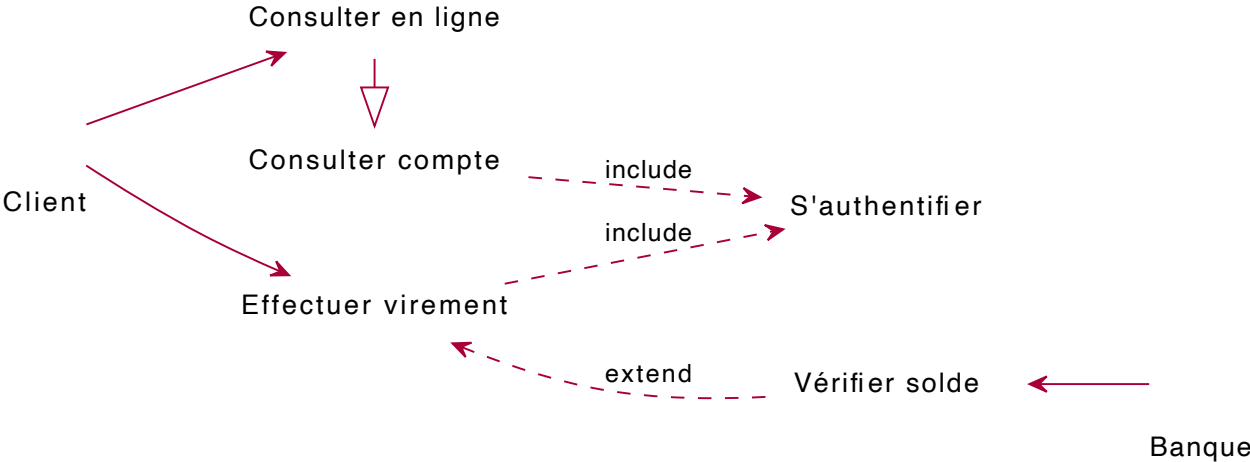 Consulter en ligne
Consulter compte
include
Client
S'authentifier
include
Effectuer virement
extend
Vérifier solde
Banque